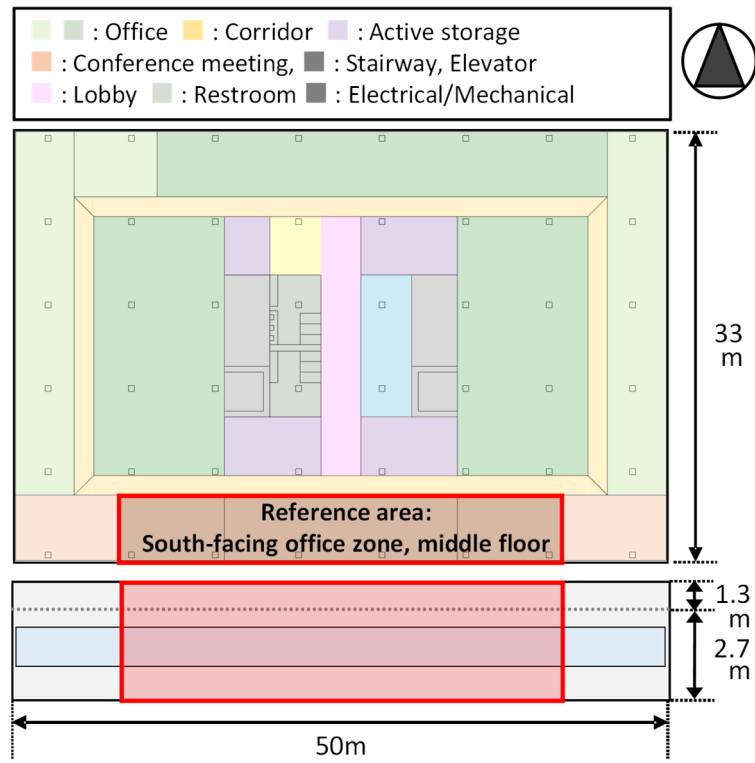 : Office : Corridor : Active storage
: Conference meeting, : Stairway, Elevator
: Lobby : Restroom : Electrical/Mechanical
33
m
Reference area:
South-facing office zone, middle floor
1.3
m
2.7
m
50m